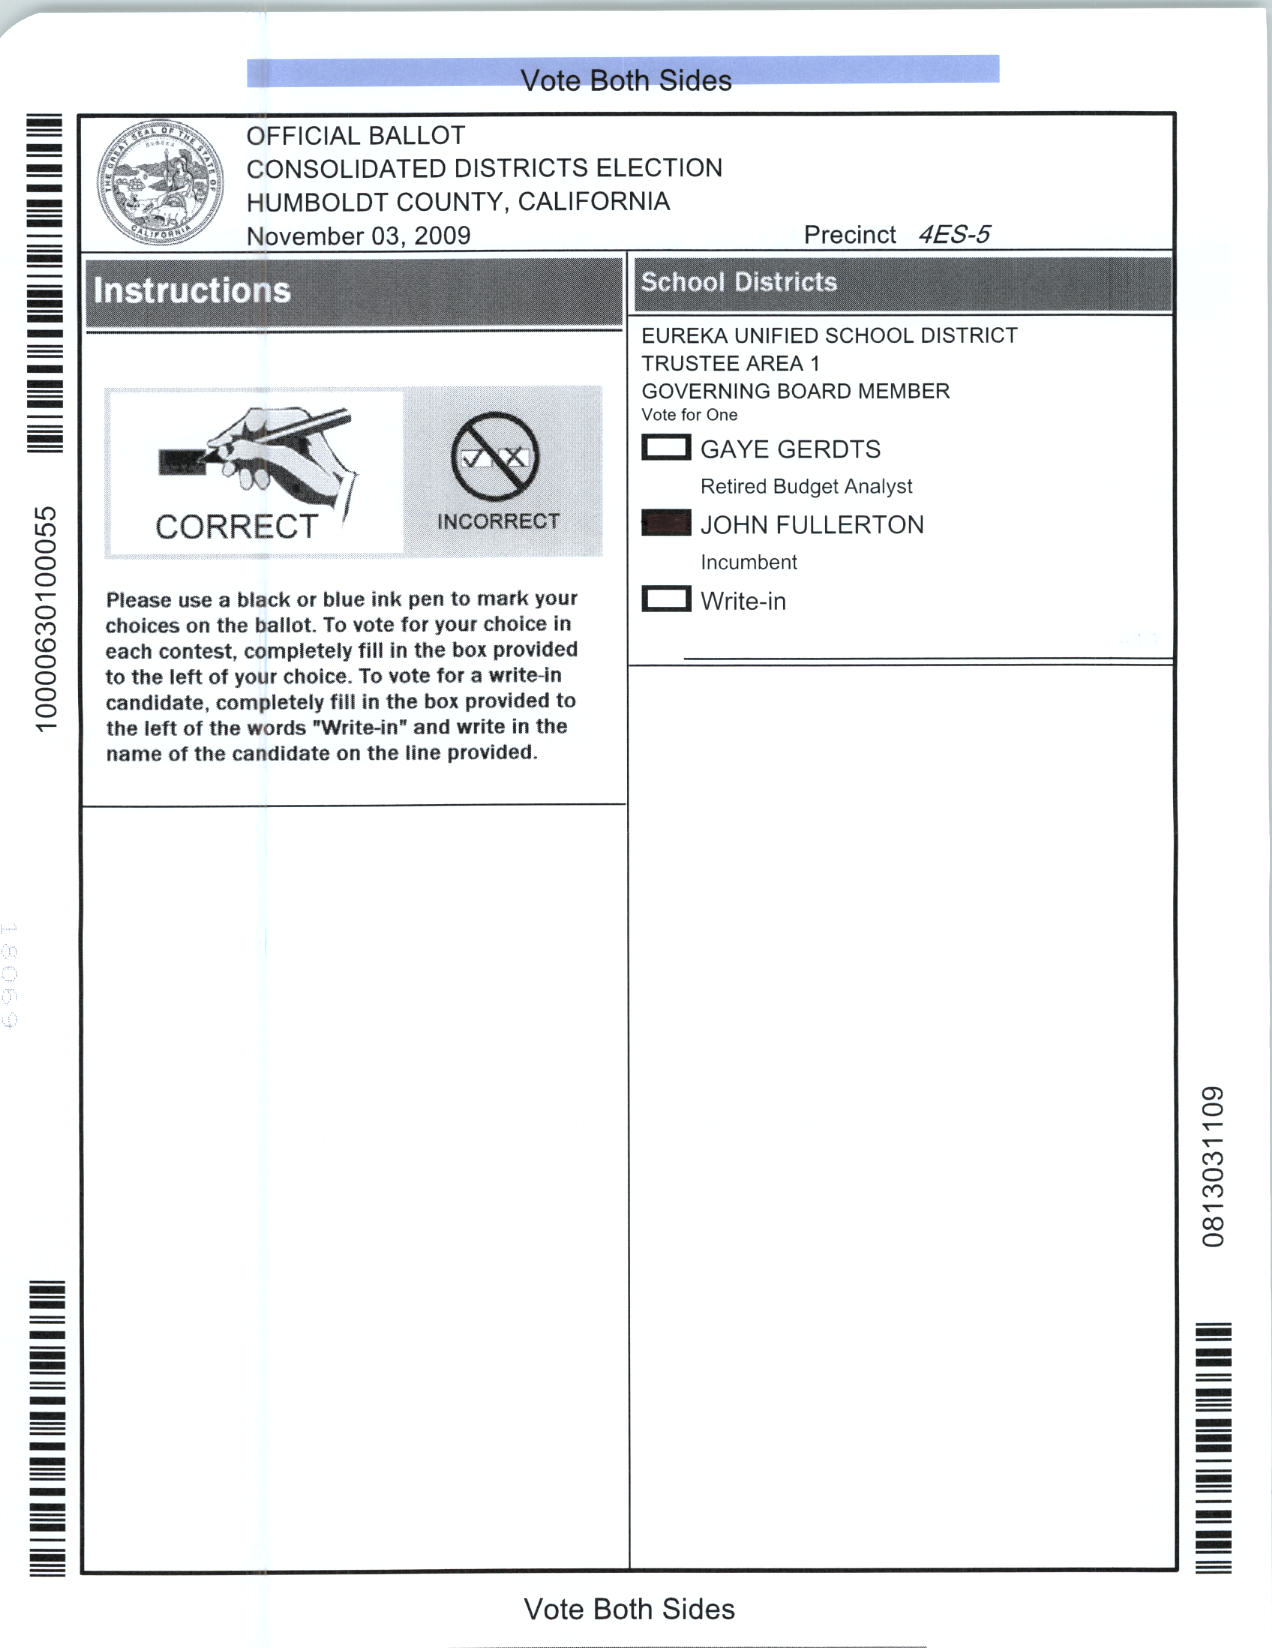 Vote Both Sides
OFFICIAL BALLOT
CONSOLIDATED DISTRICTS ELECTION
HUMBOLDT COUNTY, CALIFORNIA
November 03, 2009
Precinct 4ES-5
THE GREAT SEAL OF THE STATE OF CALIFORNIA
EUREKA
Instructions
CORRECT
INCORRECT
Please use a black or blue ink pen to mark your
choices on the ballot. To vote for your choice in
each contest, completely fill in the box provided
to the left of your choice. To vote for a write-in
candidate, completely fill in the box provided to
the left of the words "Write-in" and write in the
name of the candidate on the line provided.
School Districts
EUREKA UNIFIED SCHOOL DISTRICT
TRUSTEE AREA 1
GOVERNING BOARD MEMBER
Vote for One
GAYE GERDTS
Retired Budget Analyst
JOHN FULLERTON
Incumbent
Write-in
10000630100055
18069
0813031109
Vote Both Sides